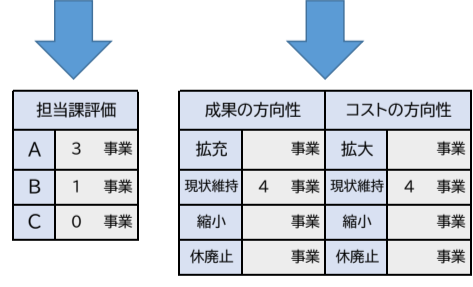 担当課評価
A 3 事業
B 1 事業
C 0 事業
成果の方向性 コストの方向性
拡充 事業 拡大 事業
現状維持 4 事業 現状維持 4 事業
縮小 事業 縮小 事業
休廃止 事業 休廃止 事業